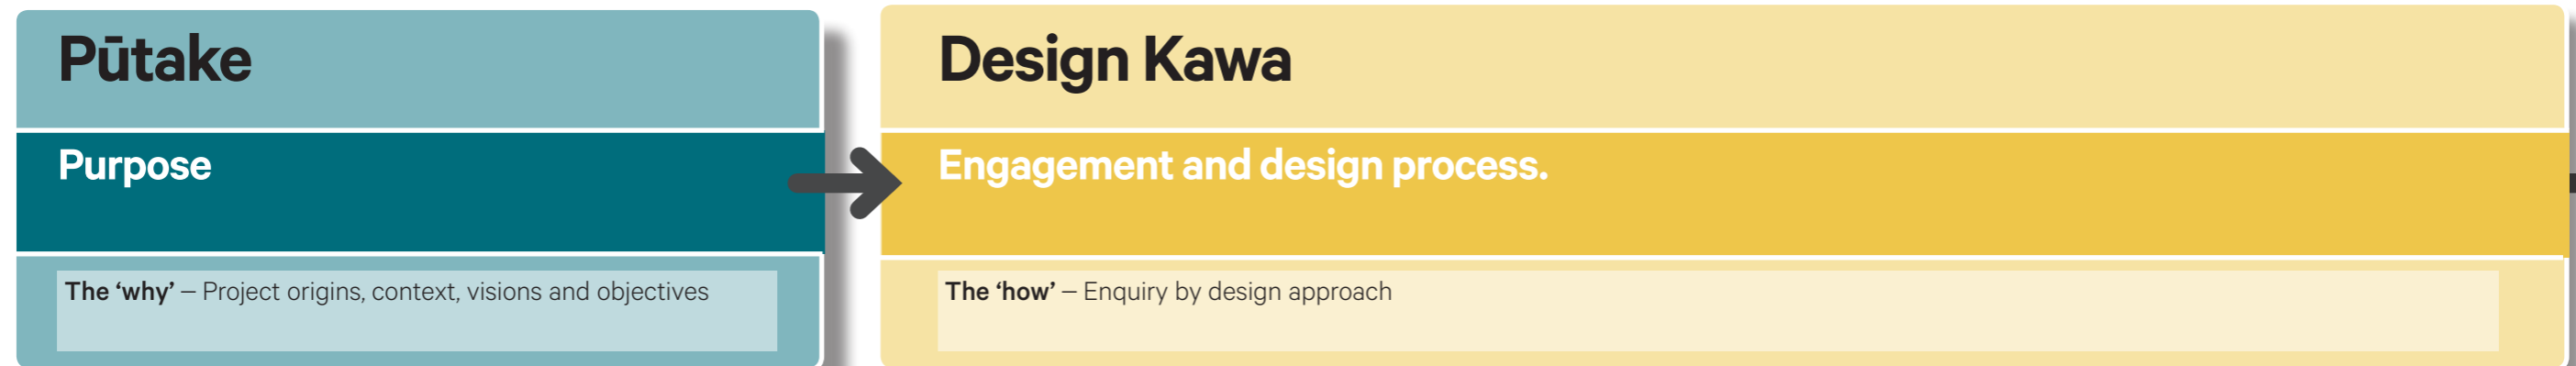 Pūtake
Purpose
The ‘why’ – Project origins, context, visions and objectives
Design Kawa
Engagement and design process.
The ‘how’ – Enquiry by design approach